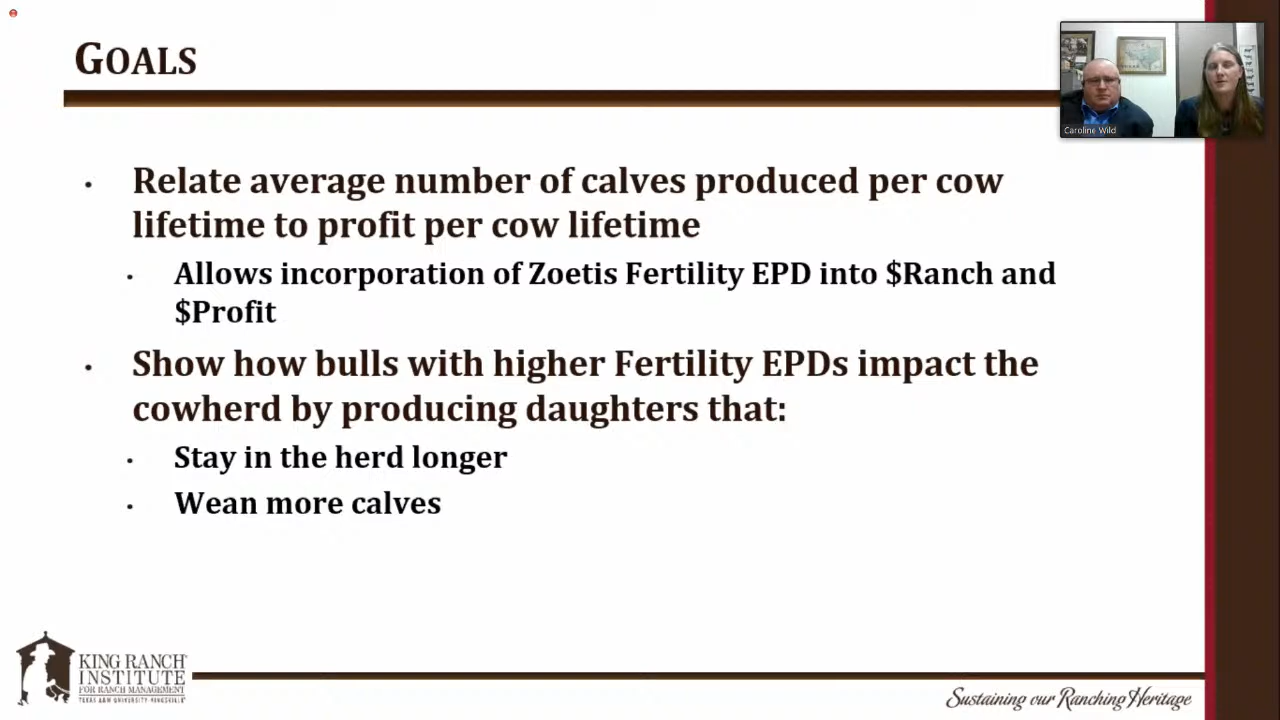 GOALS
Caroline Wild
Relate average number of calves produced per cow
lifetime to profit per cow lifetime
Allows incorporation of Zoetis Fertility EPD into $Ranch and
$Profit
Show how bulls with higher Fertility EPDs impact the
cowherd by producing daughters that:
Stay in the herd longer
Wean more calves
KING RANCH
INSTITUTE
FOR RANCH MANAGEMENT
TEXAS A&M UNIVERSITY-KINGSVILLE
Sustaining our Ranching Heritage